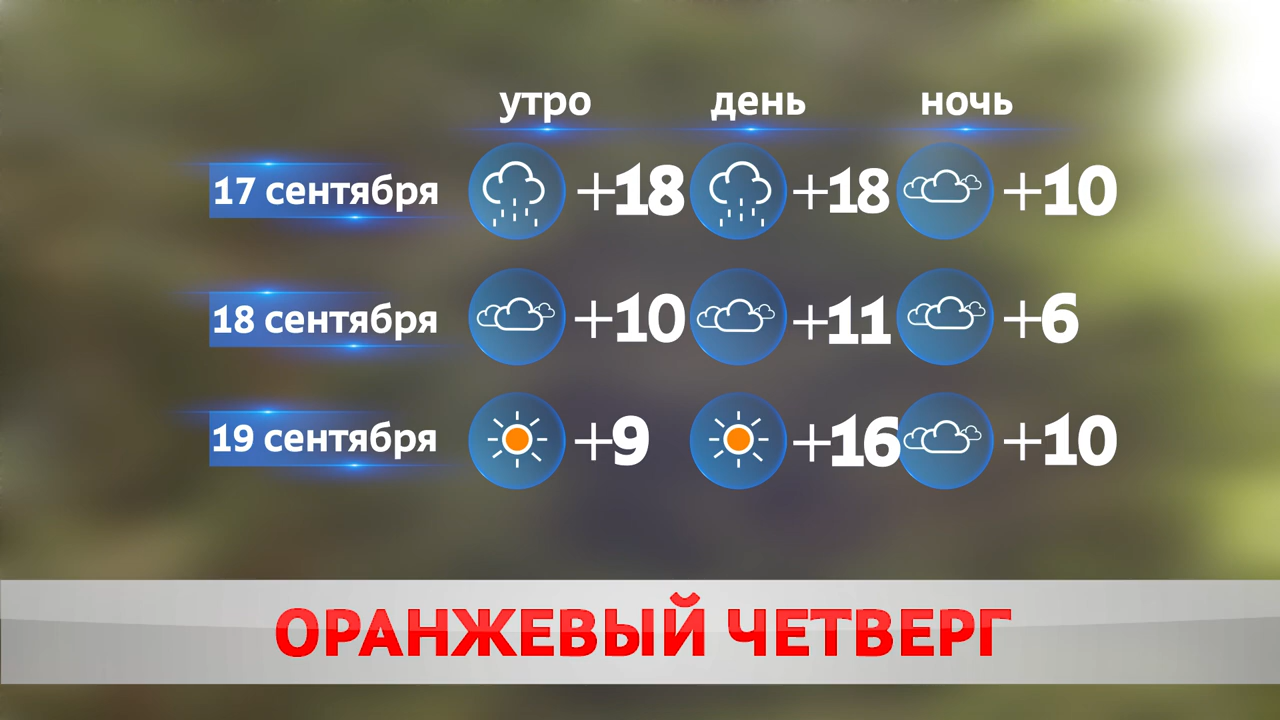 утро день ночь
17 сентября +18 +18 +10
18 сентября +10 +11 +6
19 сентября +9 +16 +10
ОРАНЖЕВЫЙ ЧЕТВЕРГ